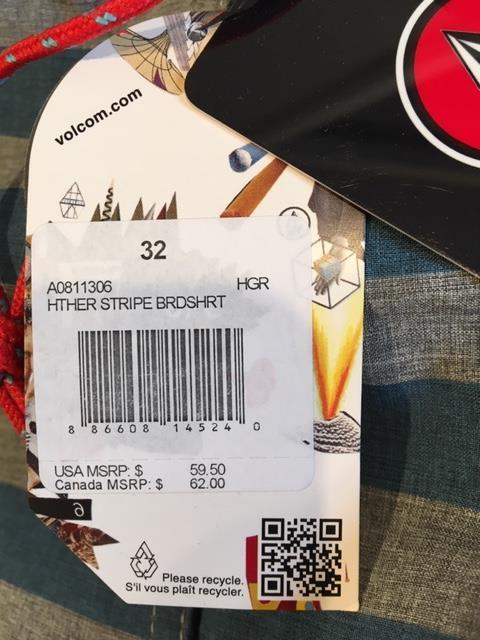 volcom.com
32
A0811306 HGR
HTHER STRIPE BRDSHRT
8 86608 14524 0
USA MSRP: $ 59.50
Canada MSRP: $ 62.00
Please recycle.
S'il vous plaît recycler.